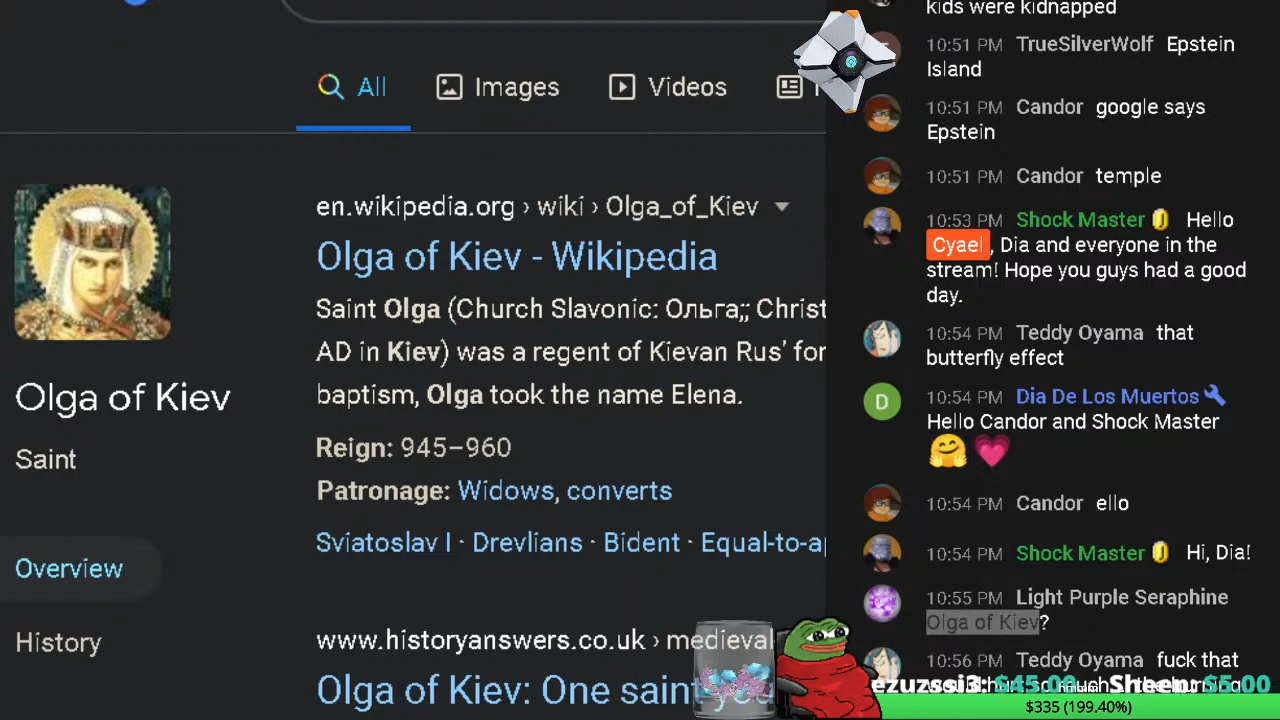 All
Images
Videos
en.wikipedia.org › wiki › Olga_of_Kiev
Olga of Kiev - Wikipedia
Saint Olga (Church Slavonic: Ольга;; Christ
AD in Kiev) was a regent of Kievan Rus' for
baptism, Olga took the name Elena.
Reign: 945–960
Patronage: Widows, converts
Sviatoslav I · Drevlians · Bident · Equal-to-ap
www.historyanswers.co.uk › medieval
Olga of Kiev: One saint
Olga of Kiev
Saint
Overview
History
kids were kidnapped
10:51 PM TrueSilverWolf Epstein
Island
10:51 PM Candor google says
Epstein
10:51 PM Candor temple
10:53 PM Shock Master Hello
Cyael, Dia and everyone in the
stream! Hope you guys had a good
day.
10:54 PM Teddy Oyama that
butterfly effect
10:54 PM Dia De Los Muertos
Hello Candor and Shock Master
10:54 PM Candor ello
10:54 PM Shock Master Hi, Dia!
10:55 PM Light Purple Seraphine
Olga of Kiev?
10:56 PM Teddy Oyama fuck that
$45.00 Sheen: $5.00
$335 (199.40%)